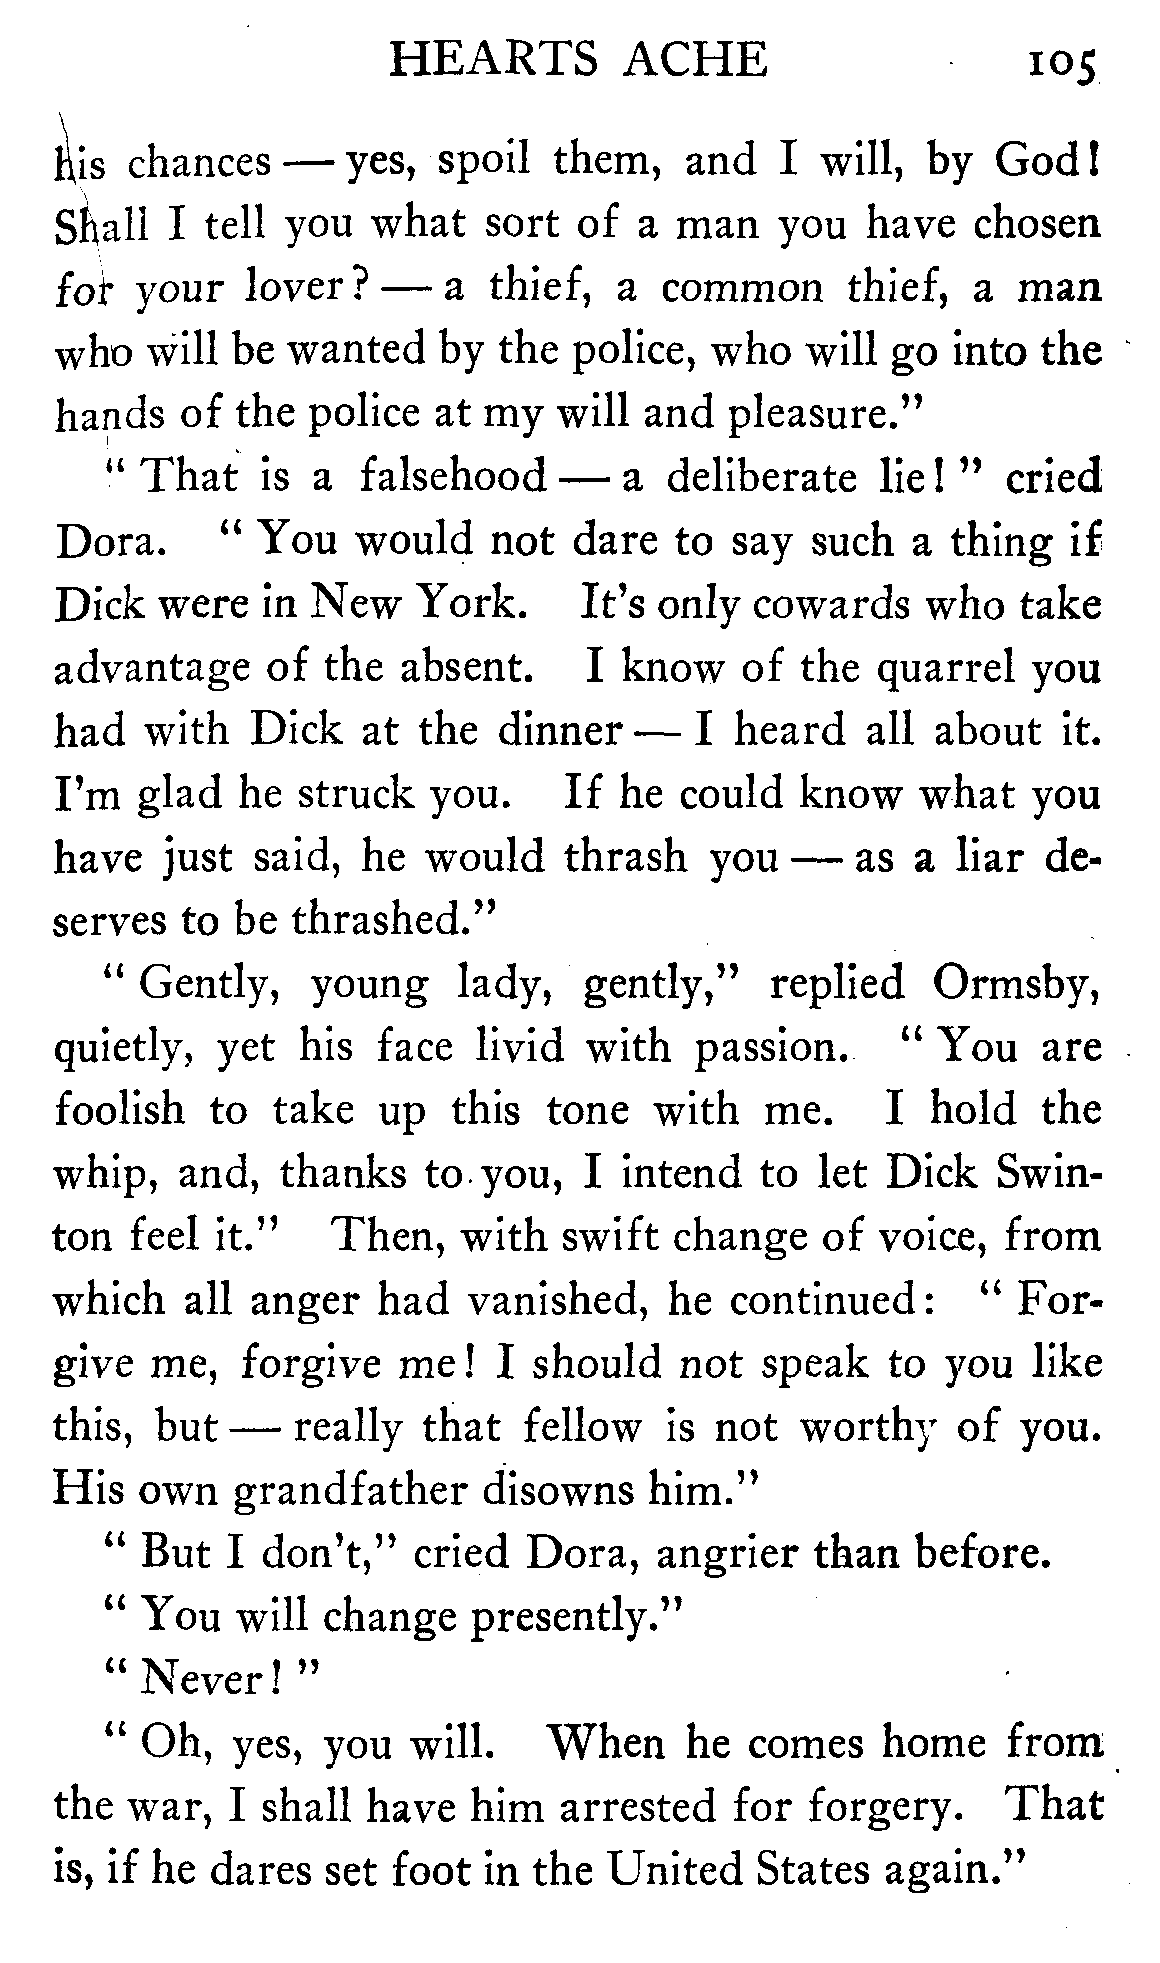 HEARTS ACHE 105
his chances — yes, spoil them, and I will, by God!
Shall I tell you what sort of a man you have chosen
for your lover? — a thief, a common thief, a man
who will be wanted by the police, who will go into the
hands of the police at my will and pleasure."
"That is a falsehood — a deliberate lie!" cried
Dora. "You would not dare to say such a thing if
Dick were in New York. It's only cowards who take
advantage of the absent. I know of the quarrel you
had with Dick at the dinner — I heard all about it.
I'm glad he struck you. If he could know what you
have just said, he would thrash you — as a liar de-
serves to be thrashed."
"Gently, young lady, gently," replied Ormsby,
quietly, yet his face livid with passion. "You are
foolish to take up this tone with me. I hold the
whip, and, thanks to you, I intend to let Dick Swin-
ton feel it." Then, with swift change of voice, from
which all anger had vanished, he continued: "For-
give me, forgive me! I should not speak to you like
this, but — really that fellow is not worthy of you.
His own grandfather disowns him."
"But I don't," cried Dora, angrier than before.
"You will change presently."
"Never!"
"Oh, yes, you will. When he comes home from
the war, I shall have him arrested for forgery. That
is, if he dares set foot in the United States again."